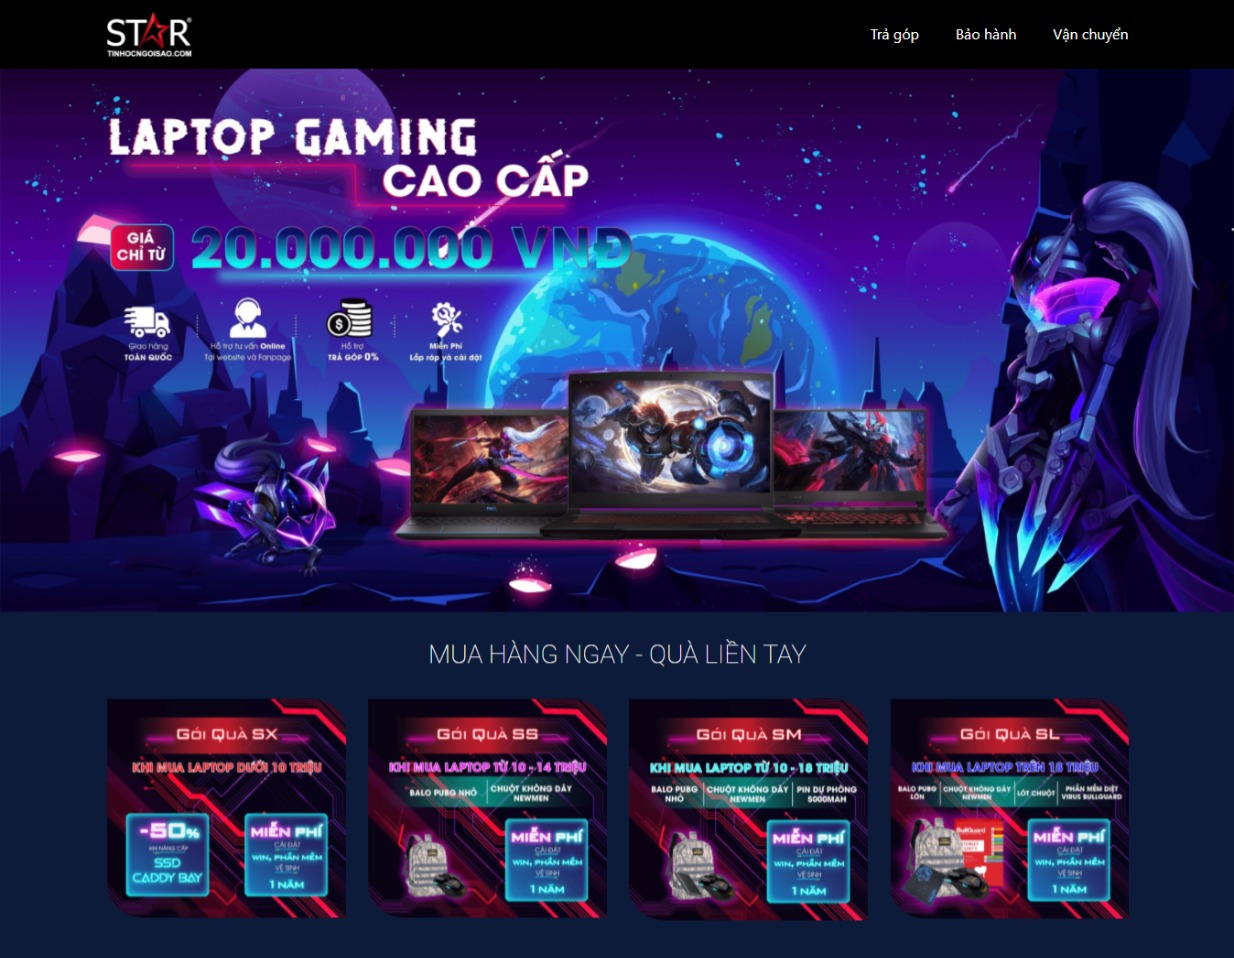 STAR®
TINHOCNGOISAO.COM
Trả góp
Bảo hành
Vận chuyển
LAPTOP GAMING
CAO CẤP
GIÁ
CHỈ TỪ
20.000.000 VNĐ
Giao hàng
TOÀN QUỐC
Hỗ trợ tư vấn Online
Tại website và Fanpage
Hỗ trợ
TRẢ GÓP 0%
Miễn Phí
Lắp ráp và cài đặt
MUA HÀNG NGAY - QUÀ LIỀN TAY
GÓI QUÀ SX
KHI MUA LAPTOP DƯỚI 10 TRIỆU
-50%
KHI NÂNG CẤP
SSD
CADDY BAY
MIỄN PHÍ
CÀI ĐẶT
WIN, PHẦN MỀM
VỆ SINH
1 NĂM
GÓI QUÀ SS
KHI MUA LAPTOP TỪ 10 - 14 TRIỆU
BALO PUBG NHỎ
CHUỘT KHÔNG DÂY
NEWMEN
MIỄN PHÍ
CÀI ĐẶT
WIN, PHẦN MỀM
VỆ SINH
1 NĂM
GÓI QUÀ SM
KHI MUA LAPTOP TỪ 10 - 18 TRIỆU
BALO PUBG
NHỎ
CHUỘT KHÔNG DÂY
NEWMEN
PIN DỰ PHÒNG
5000MAH
MIỄN PHÍ
CÀI ĐẶT
WIN, PHẦN MỀM
VỆ SINH
1 NĂM
GÓI QUÀ SL
KHI MUA LAPTOP TRÊN 18 TRIỆU
BALO PUBG
LỚN
CHUỘT KHÔNG DÂY
NEWMEN
LÓT CHUỘT
PHẦN MỀM DIỆT
VIRUS BULLGUARD
BullGuard
MIỄN PHÍ
CÀI ĐẶT
WIN, PHẦN MỀM
VỆ SINH
1 NĂM